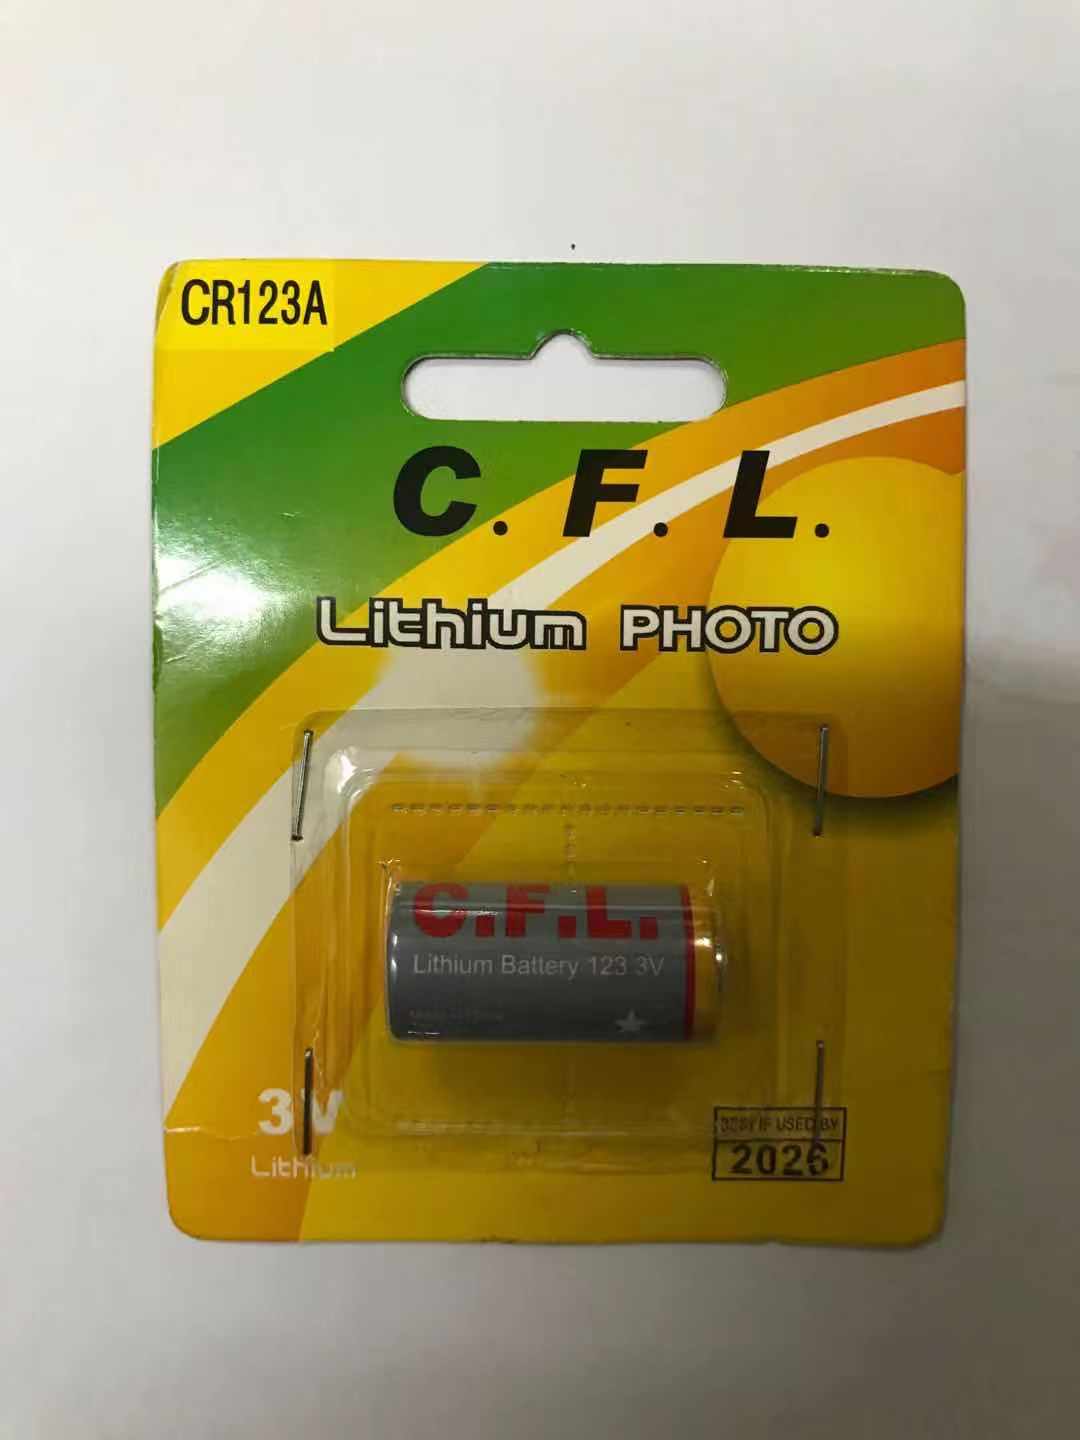 CR123A
C. F. L.
Lithium PHOTO
C.F.L.
Lithium Battery 123 3V
3V
Lithium
BEST IF USED BY
2026